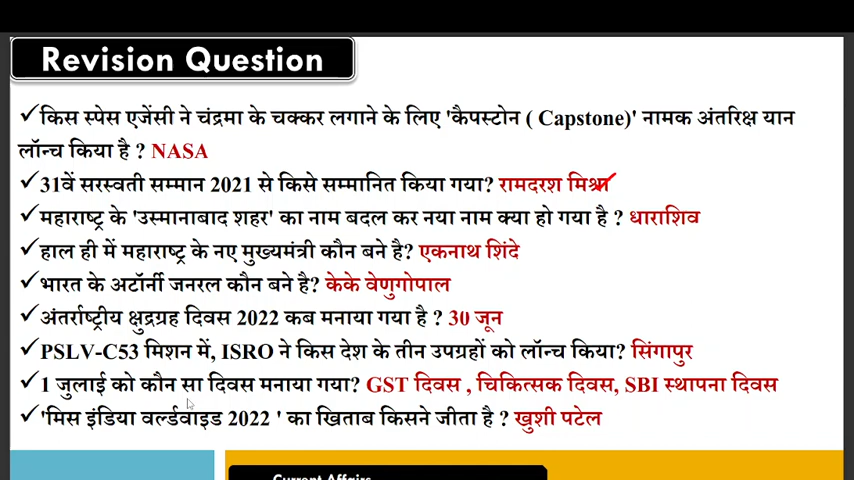 Revision Question
✓किस स्पेस एजेंसी ने चंद्रमा के चक्कर लगाने के लिए 'कैपस्टोन ( Capstone)' नामक अंतरिक्ष यान
लॉन्च किया है ? NASA
✓31वें सरस्वती सम्मान 2021 से किसे सम्मानित किया गया? रामदरश मिश्रा
✓महाराष्ट्र के 'उस्मानाबाद शहर' का नाम बदल कर नया नाम क्या हो गया है ? धाराशिव
✓हाल ही में महाराष्ट्र के नए मुख्यमंत्री कौन बने है? एकनाथ शिंदे
✓भारत के अटॉर्नी जनरल कौन बने है? केके वेणुगोपाल
✓अंतर्राष्ट्रीय क्षुद्रग्रह दिवस 2022 कब मनाया गया है ? 30 जून
✓PSLV-C53 मिशन में, ISRO ने किस देश के तीन उपग्रहों को लॉन्च किया? सिंगापुर
✓1 जुलाई को कौन सा दिवस मनाया गया? GST दिवस , चिकित्सक दिवस, SBI स्थापना दिवस
✓'मिस इंडिया वर्ल्डवाइड 2022 ' का खिताब किसने जीता है ? खुशी पटेल
Current Affairs